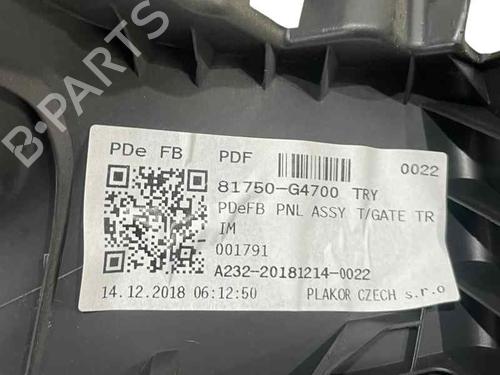 B-PARTS
PDe FB PDF 0022
81750-G4700 TRY
PDeFB PNL ASSY T/GATE TR
IM
001791
A232-20181214-0022
14.12.2018 06:12:50 PLAKOR CZECH s.r.o